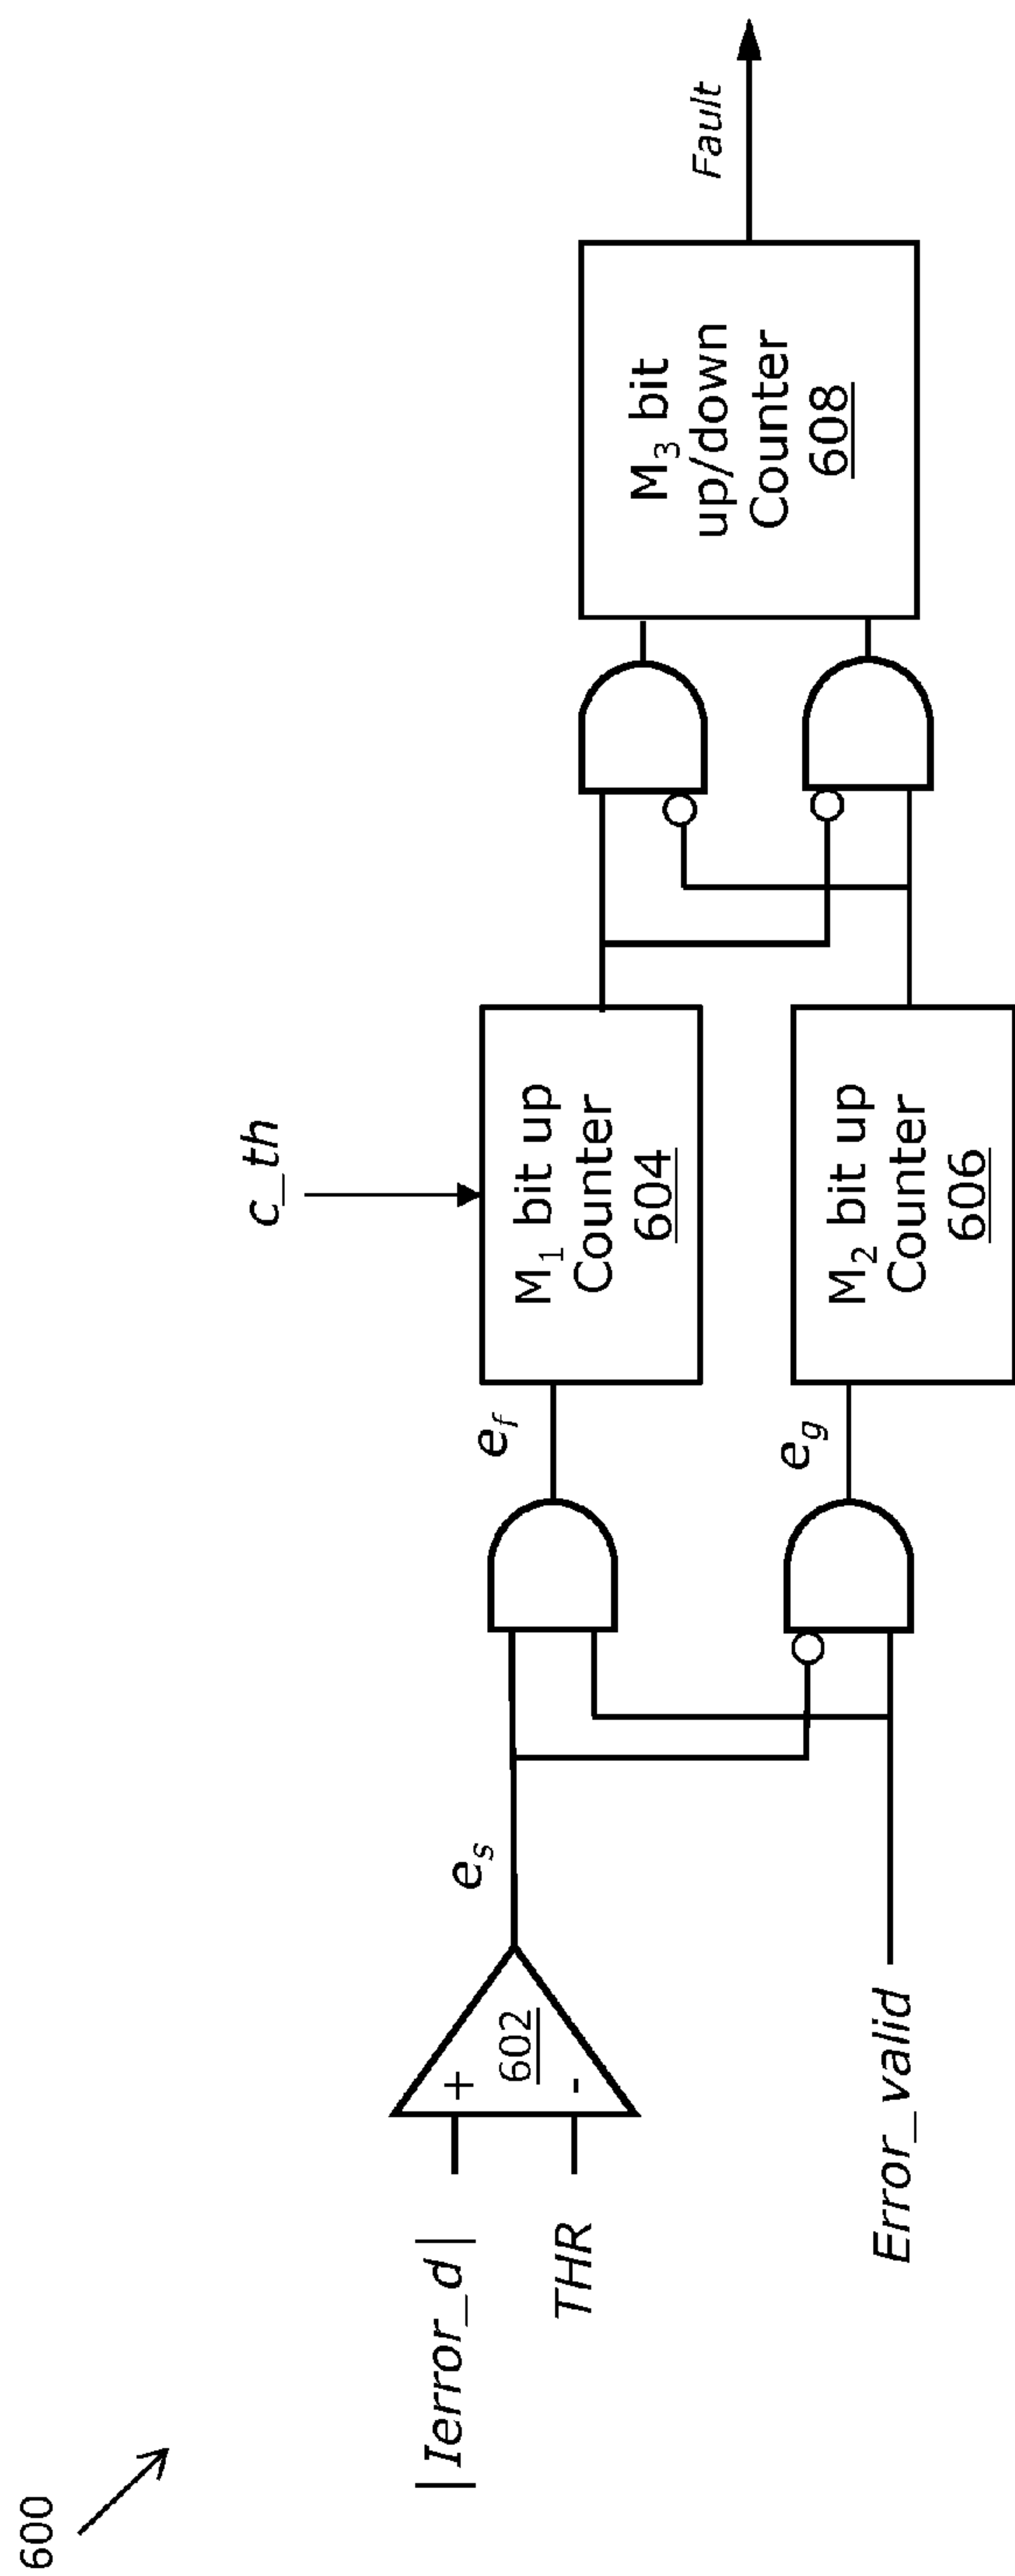 600
|Ierror_d|
THR
+
-
602
e_s
Error_valid
e_f
e_g
c_th
M₁ bit up
Counter
604
M₂ bit up
Counter
606
M₃ bit
up/down
Counter
608
Fault